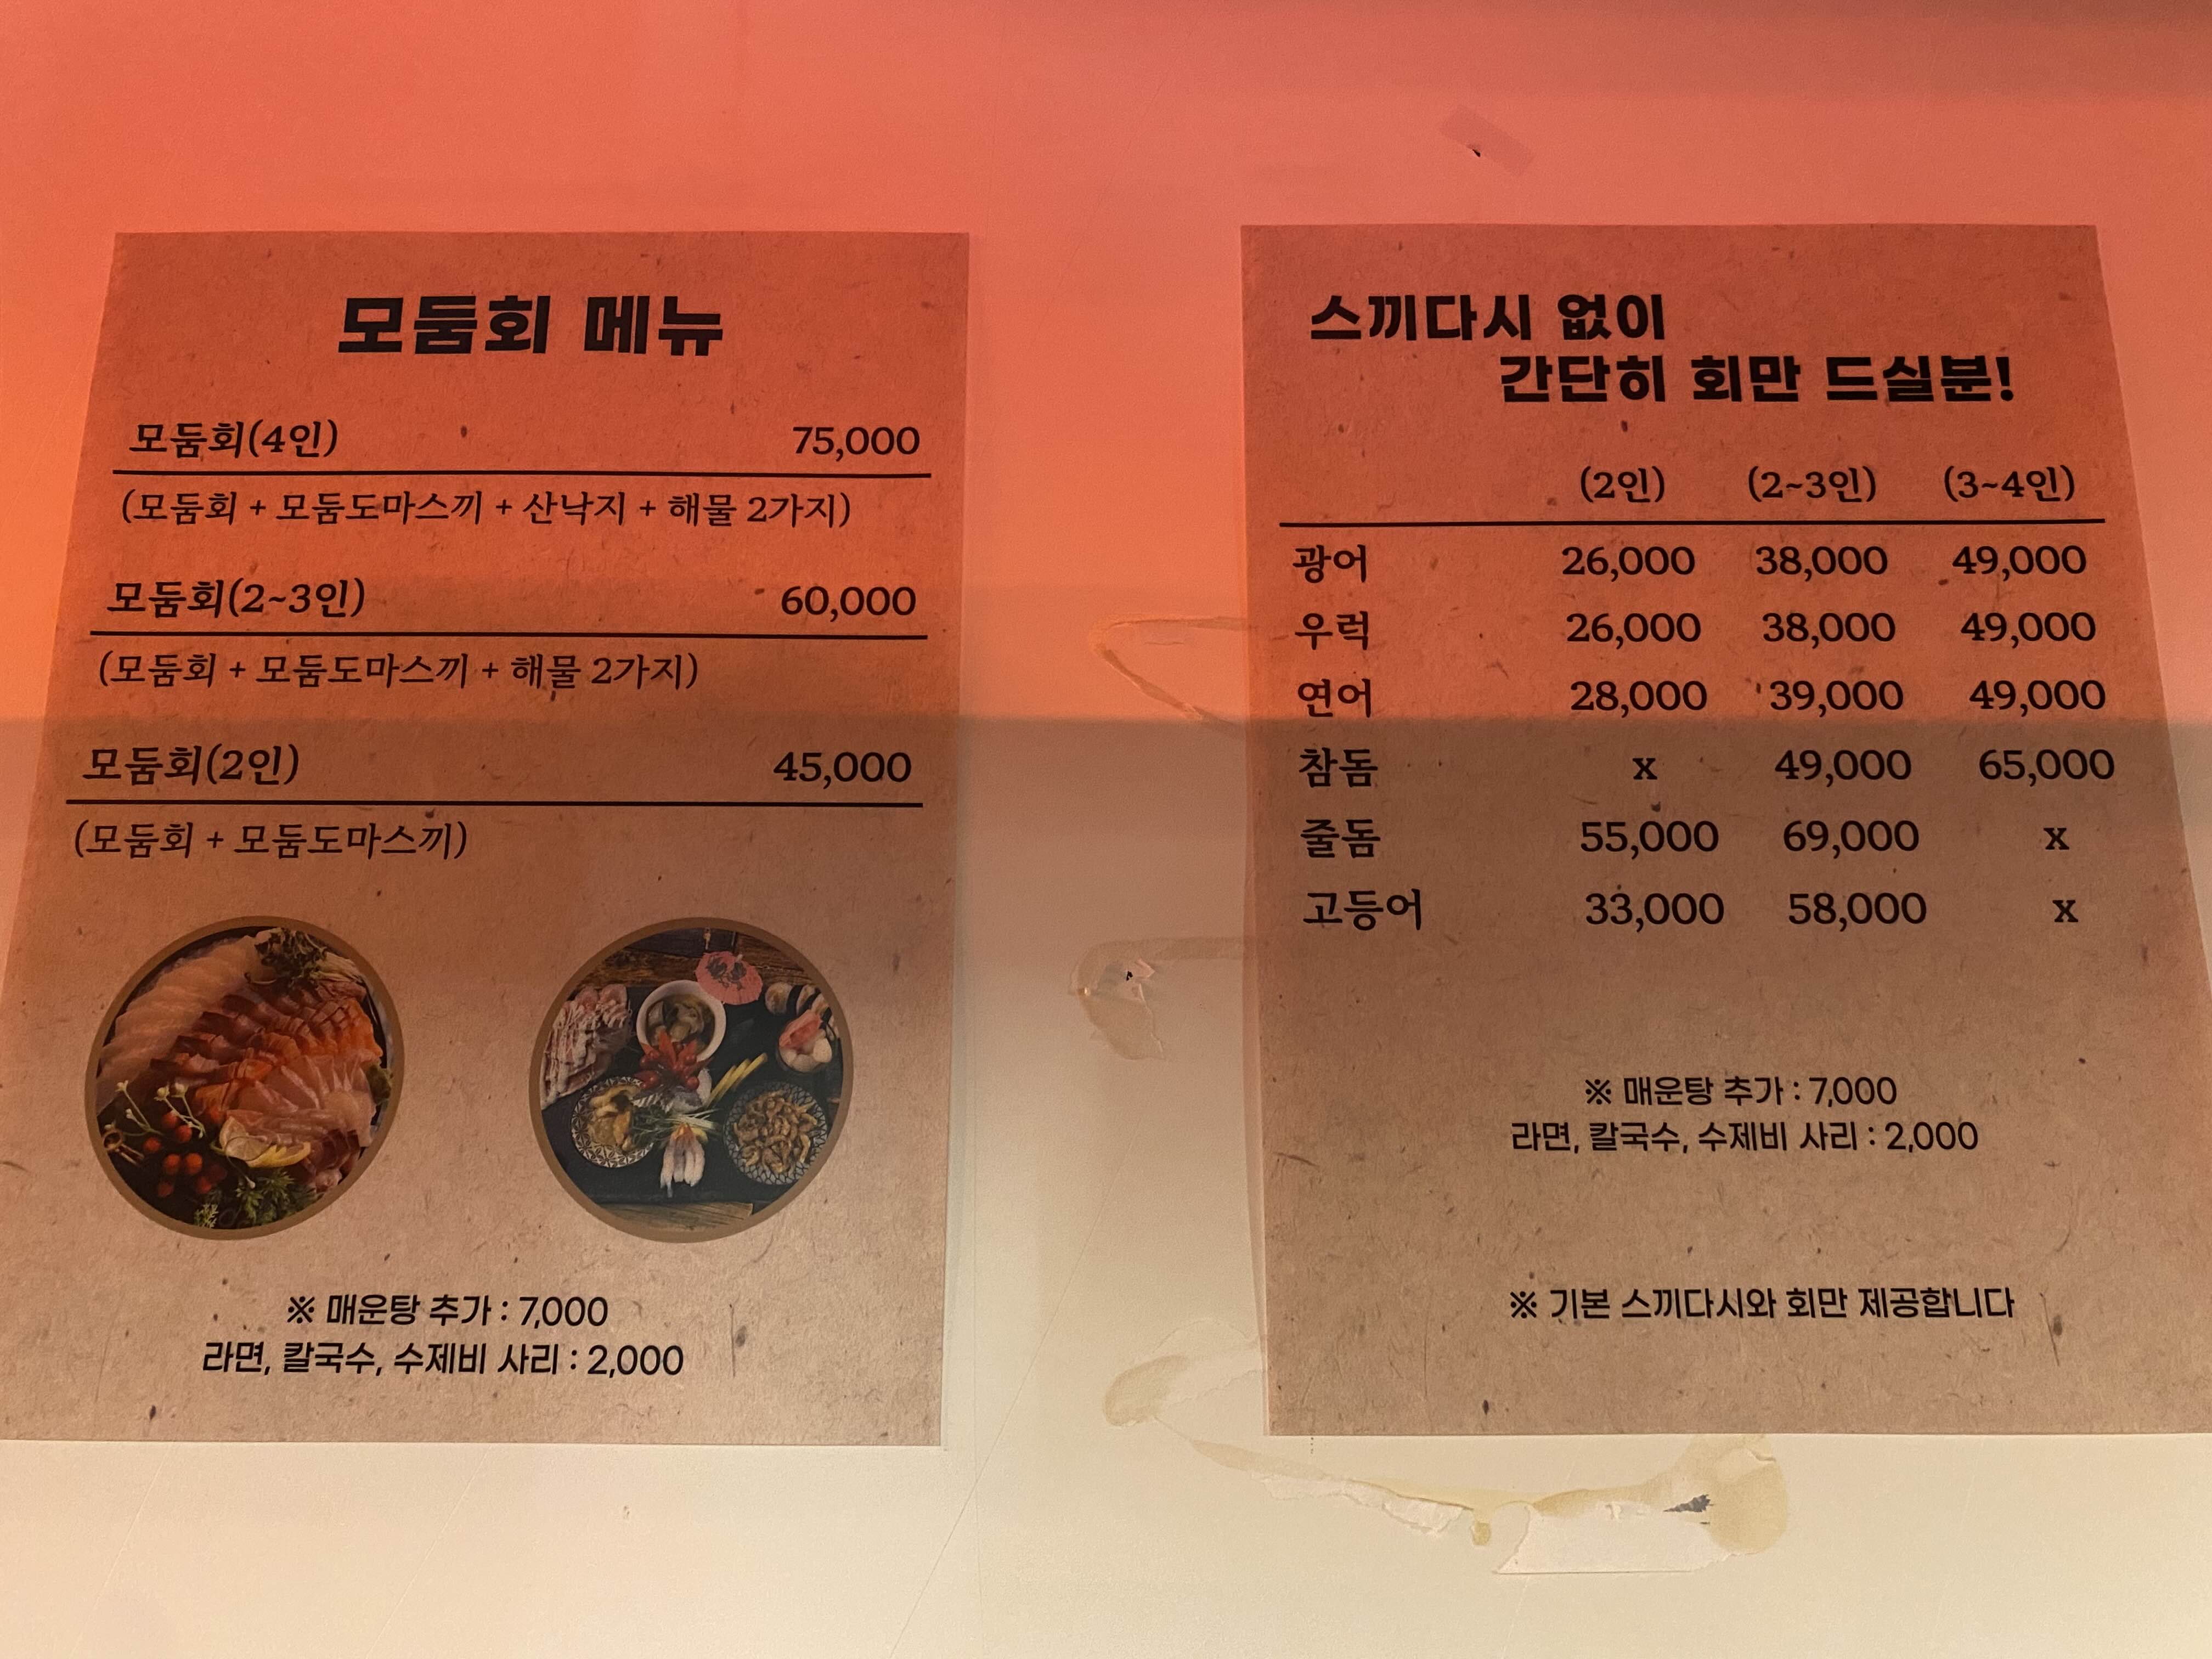 모둠회 메뉴
모둠회(4인) 75,000
(모둠회 + 모둠도마스끼 + 산낙지 + 해물 2가지)
모둠회(2~3인) 60,000
(모둠회 + 모둠도마스끼 + 해물 2가지)
모둠회(2인) 45,000
(모둠회 + 모둠도마스끼)
※ 매운탕 추가 : 7,000
라면, 칼국수, 수제비 사리 : 2,000
스끼다시 없이
간단히 회만 드실분!
(2인) (2~3인) (3~4인)
광어 26,000 38,000 49,000
우럭 26,000 38,000 49,000
연어 28,000 39,000 49,000
참돔 x 49,000 65,000
줄돔 55,000 69,000 x
고등어 33,000 58,000 x
※ 매운탕 추가 : 7,000
라면, 칼국수, 수제비 사리 : 2,000
※ 기본 스끼다시와 회만 제공합니다